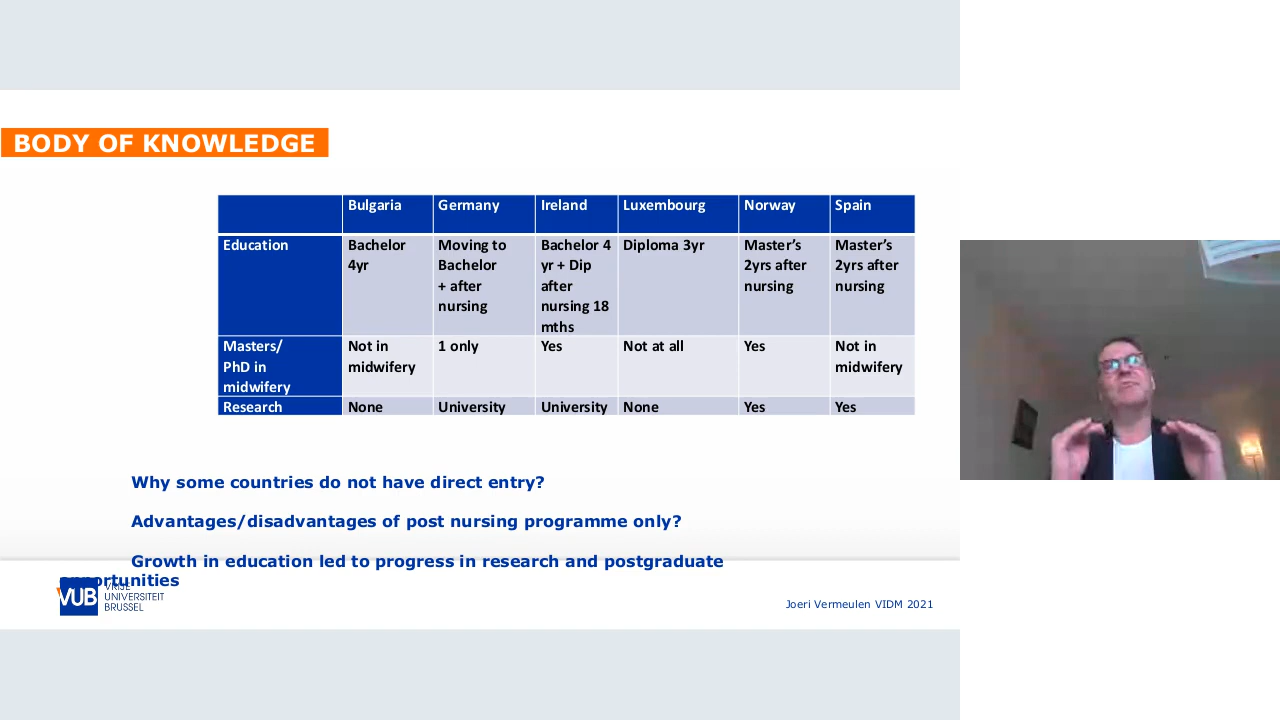 BODY OF KNOWLEDGE
Bulgaria Germany Ireland Luxembourg Norway Spain
Education
Bachelor
4yr
Moving to
Bachelor
+ after
nursing
Bachelor 4
yr + Dip
after
nursing 18
mths
Diploma 3yr
Master’s
2yrs after
nursing
Master’s
2yrs after
nursing
Masters/
PhD in
midwifery
Not in
midwifery
1 only
Yes
Not at all
Yes
Not in
midwifery
Research None University University None Yes Yes
Why some countries do not have direct entry?
Advantages/disadvantages of post nursing programme only?
Growth in education led to progress in research and postgraduate
opportunities
VUB
VRIJE
UNIVERSITEIT
BRUSSEL
Joeri Vermeulen VIDM 2021